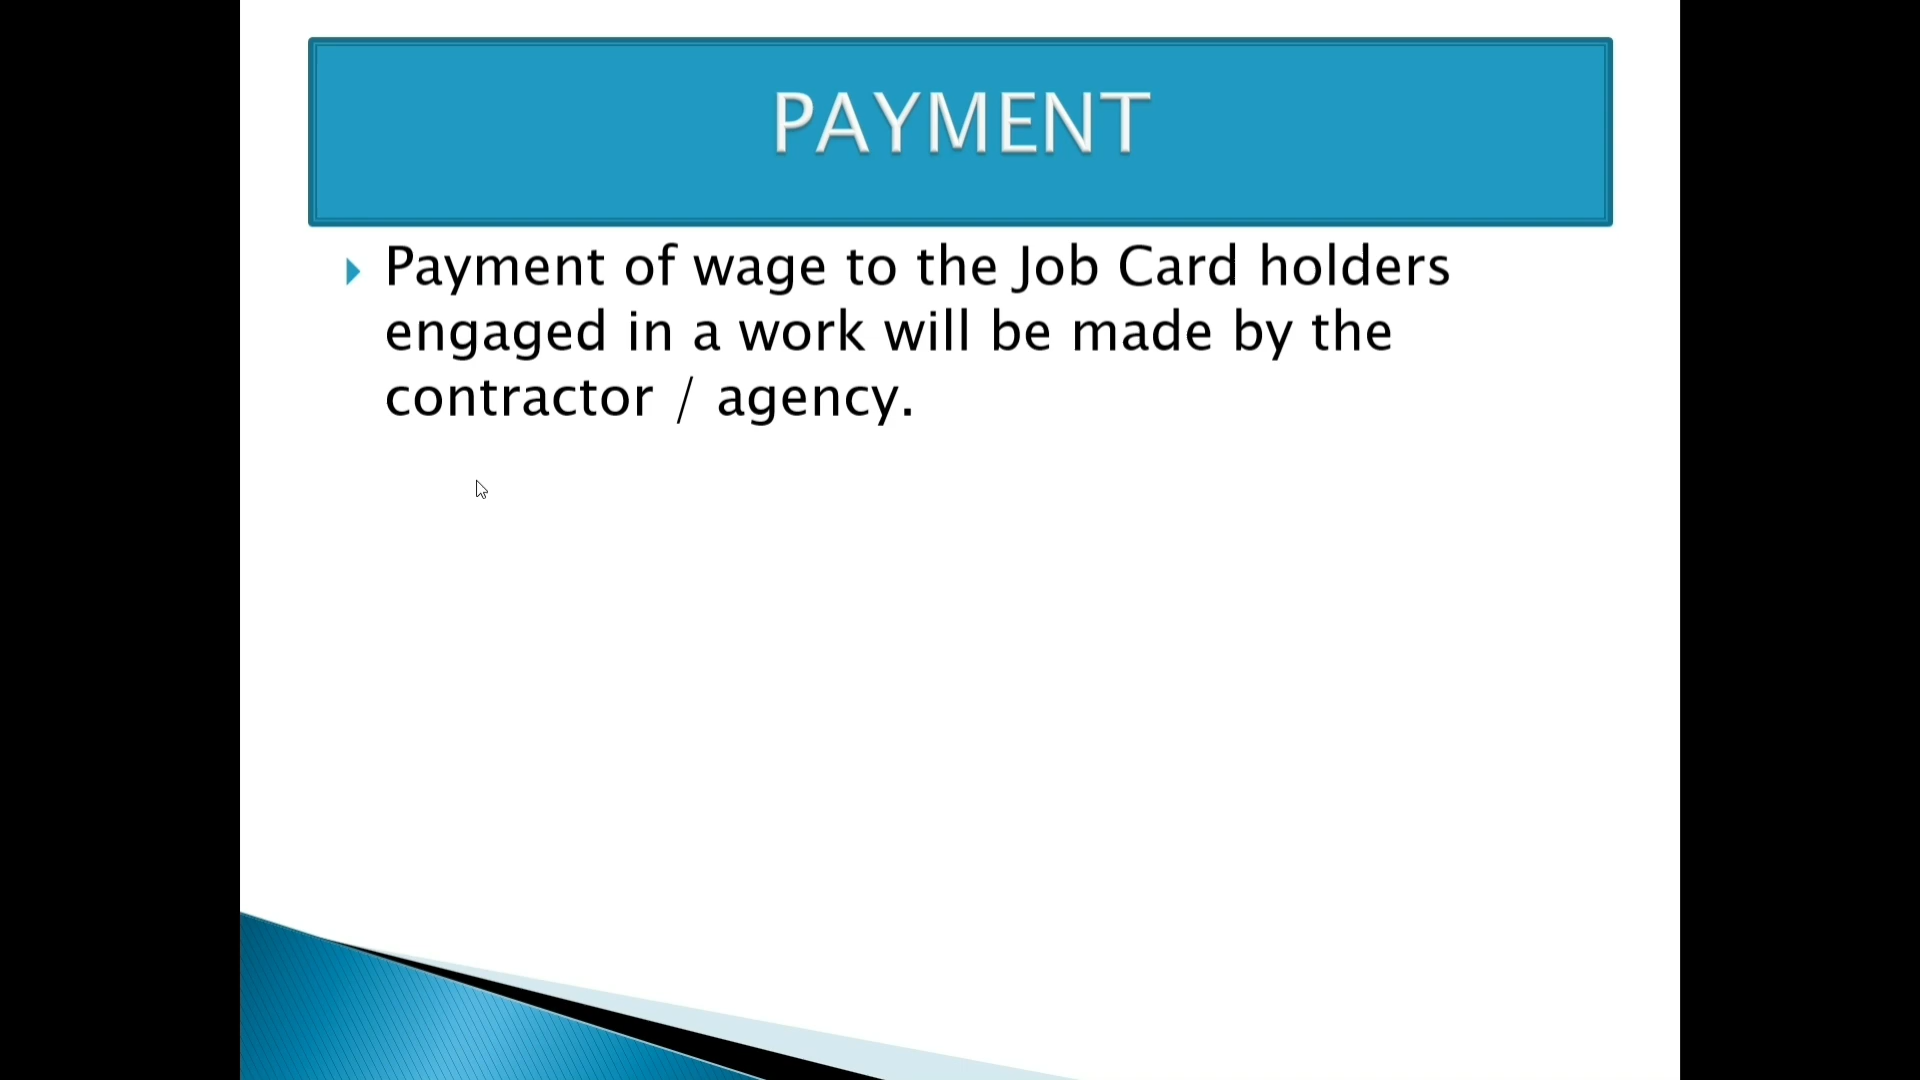 PAYMENT
Payment of wage to the Job Card holders
engaged in a work will be made by the
contractor / agency.